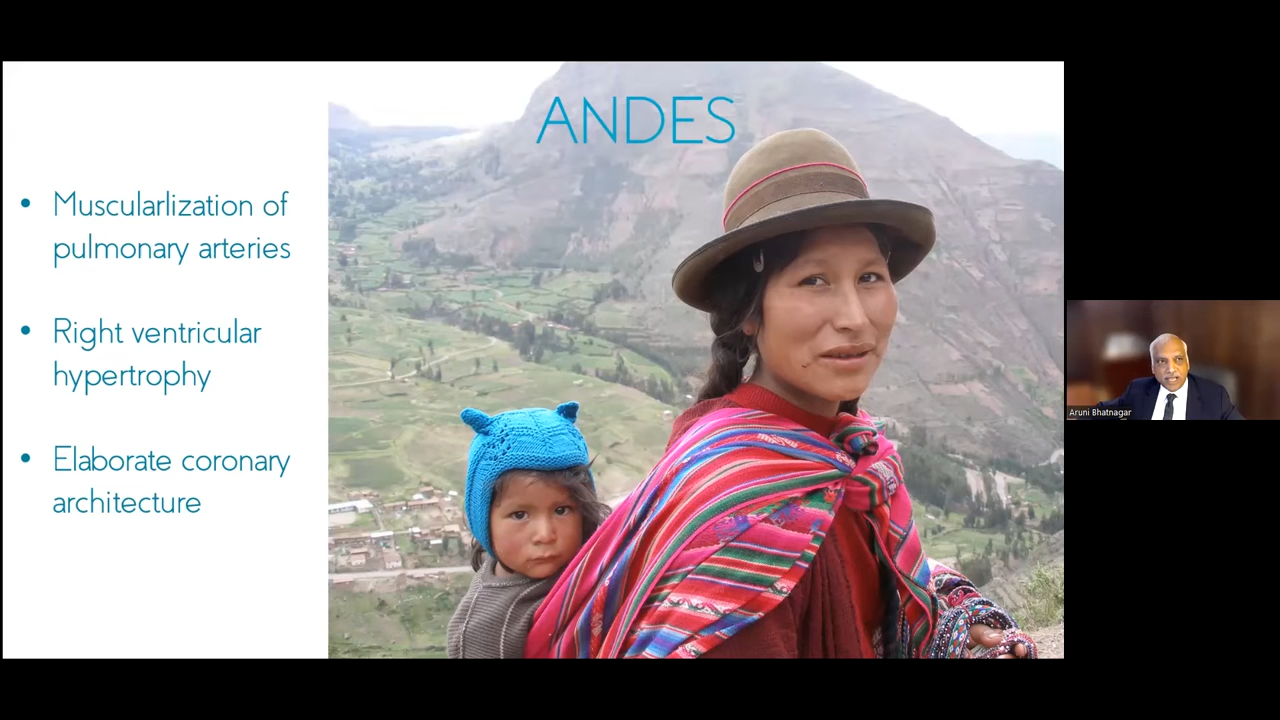 ANDES
• Muscularlization of
pulmonary arteries
• Right ventricular
hypertrophy
• Elaborate coronary
architecture
Aruni Bhatnagar